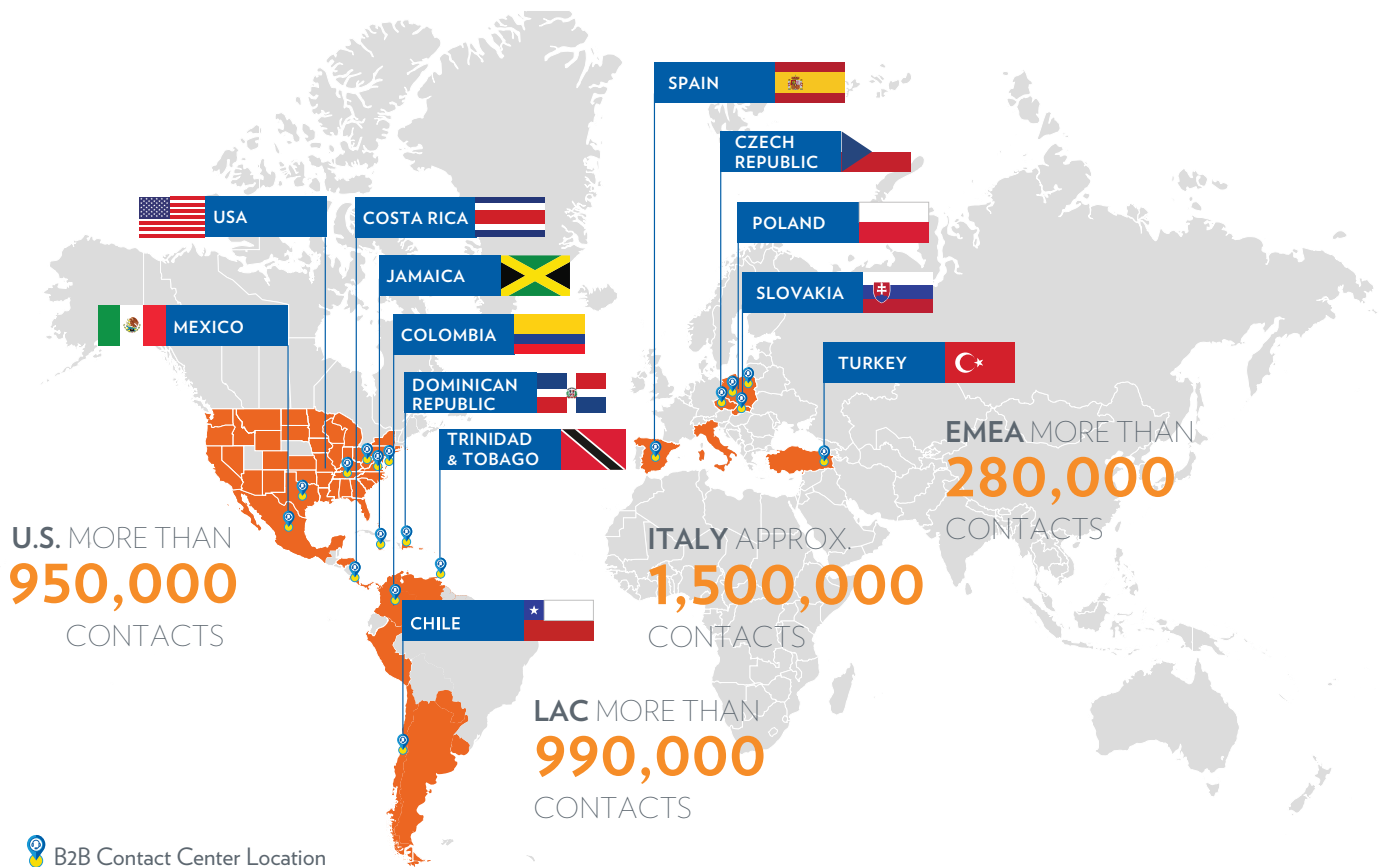 SPAIN
CZECH
REPUBLIC
USA
COSTA RICA
POLAND
JAMAICA
SLOVAKIA
MEXICO
COLOMBIA
TURKEY
DOMINICAN
REPUBLIC
TRINIDAD
& TOBAGO
EMEA MORE THAN
280,000
CONTACTS
U.S. MORE THAN
950,000
CONTACTS
ITALY APPROX.
1,500,000
CONTACTS
CHILE
LAC MORE THAN
990,000
CONTACTS
B2B Contact Center Location